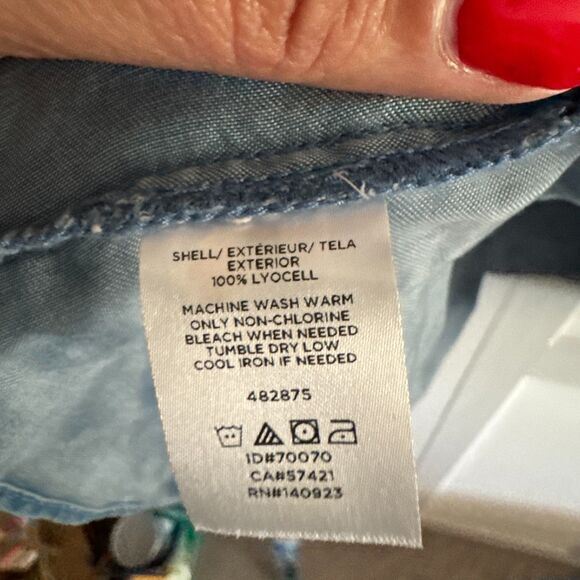 SHELL/ EXTÉRIEUR/ TELA
EXTERIOR
100% LYOCELL
MACHINE WASH WARM
ONLY NON-CHLORINE
BLEACH WHEN NEEDED
TUMBLE DRY LOW
COOL IRON IF NEEDED
482875
ID#70070
CA#57421
RN#140923